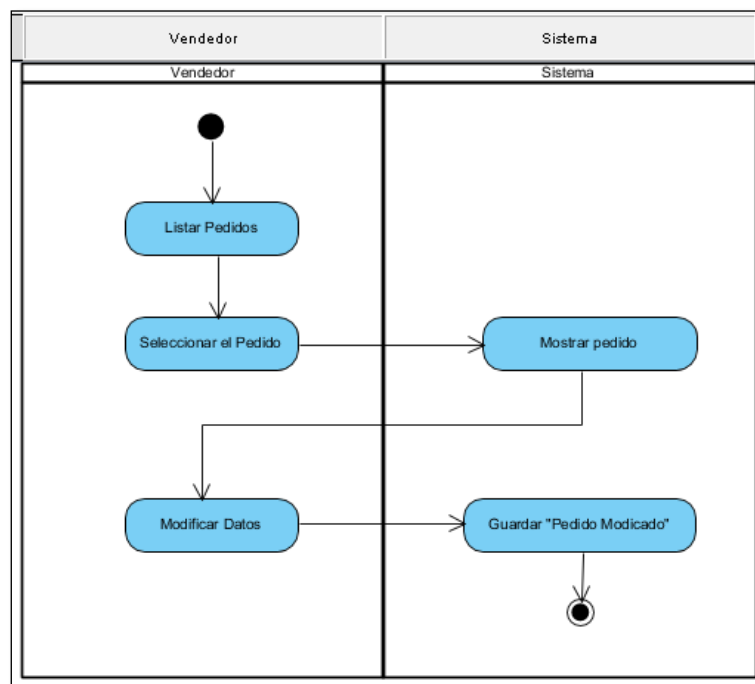 Vendedor
Sistema
Vendedor
Sistema
Listar Pedidos
Seleccionar el Pedido
Mostrar pedido
Modificar Datos
Guardar "Pedido Modicado"